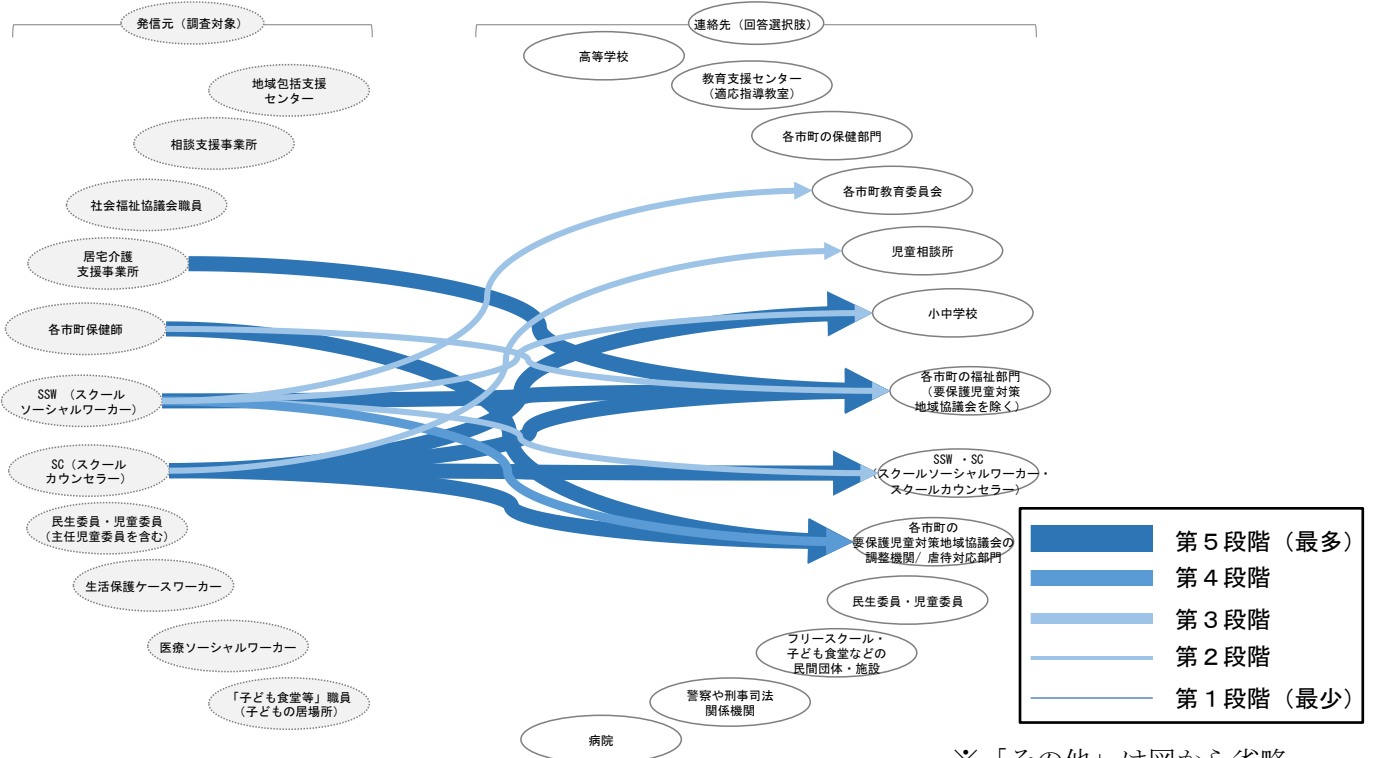 発信元（調査対象）
地域包括支援
センター
相談支援事業所
社会福祉協議会職員
居宅介護
支援事業所
各市町保健師
SSW （スクール
ソーシャルワーカー）
SC（スクール
カウンセラー）
民生委員・児童委員
（主任児童委員を含む）
生活保護ケースワーカー
医療ソーシャルワーカー
「子ども食堂等」職員
（子どもの居場所）
連絡先（回答選択肢）
高等学校
教育支援センター
（適応指導教室）
各市町の保健部門
各市町教育委員会
児童相談所
小中学校
各市町の福祉部門
（要保護児童対策
地域協議会を除く）
SSW ・SC
（スクールソーシャルワーカー・
スクールカウンセラー）
各市町の
要保護児童対策地域協議会の
調整機関/ 虐待対応部門
民生委員・児童委員
フリースクール・
子ども食堂などの
民間団体・施設
警察や刑事司法
関係機関
病院
第５段階（最多）
第４段階
第３段階
第２段階
第１段階（最少）
※「その他」は図から省略